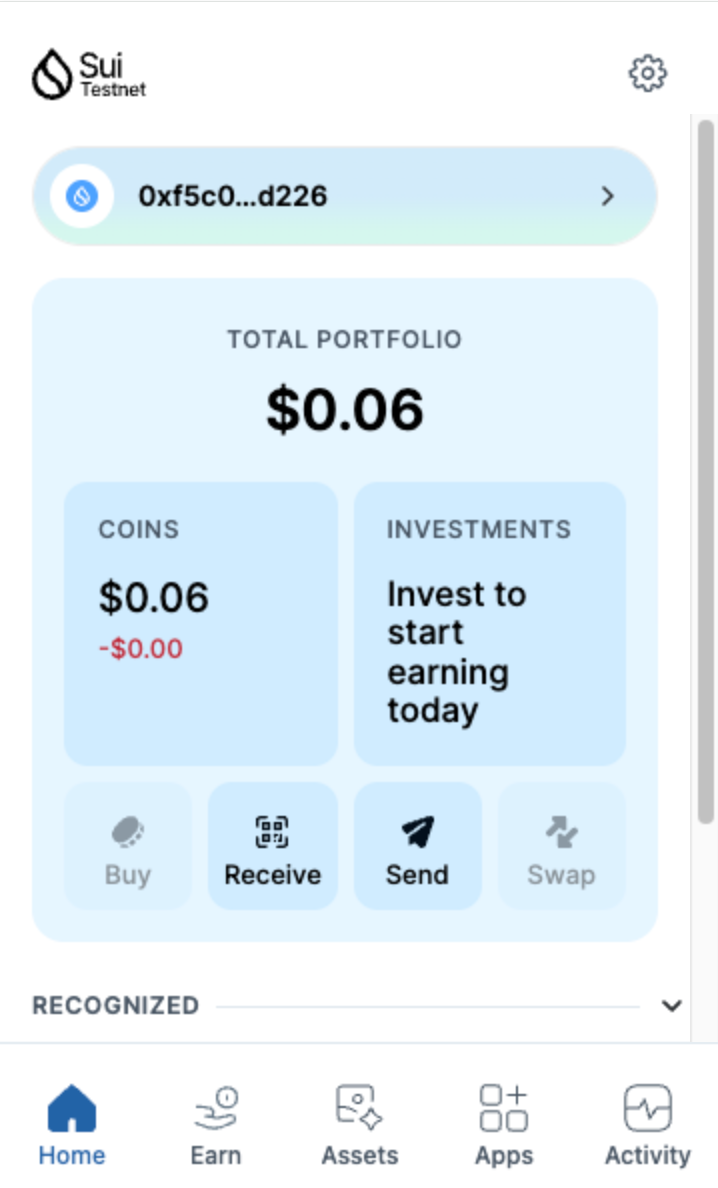 Sui
Testnet
0xf5c0...d226
TOTAL PORTFOLIO
$0.06
COINS
$0.06
-$0.00
INVESTMENTS
Invest to
start
earning
today
Buy
Receive
Send
Swap
RECOGNIZED
Home
Earn
Assets
Apps
Activity